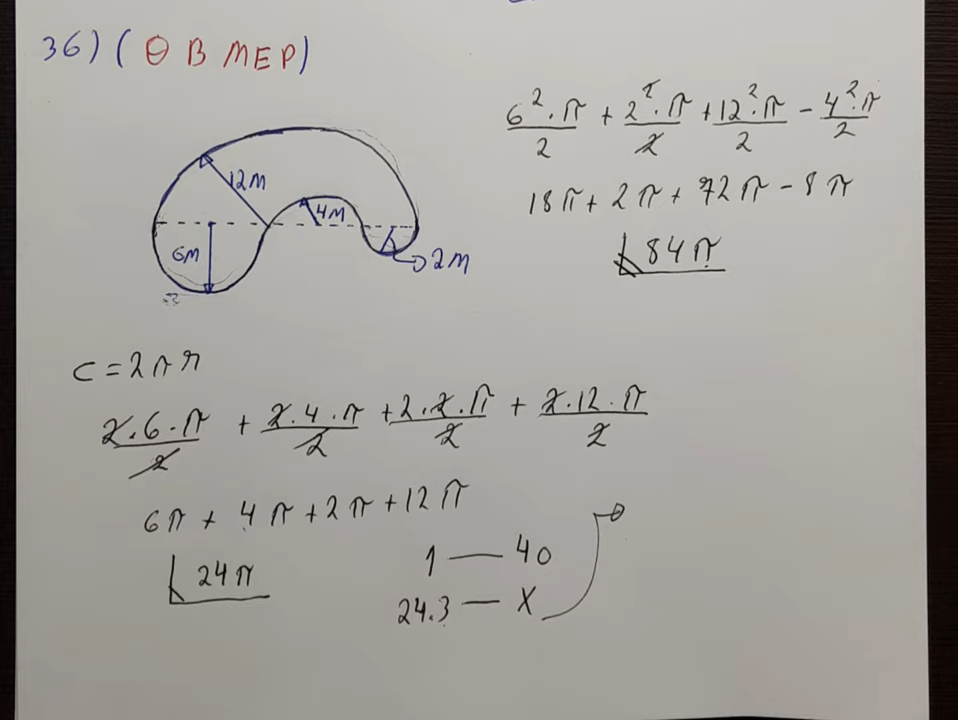 36) (Θ B MEP)
6².π/2 + 2².π/2 + 12².π/2 - 4².π/2
18π + 2π + 72π - 8π
84π
12M
4M
6M
2M
C = 2πr
2.6.π/2 + 2.4.π/2 + 2.2.π/2 + 2.12.π/2
6π + 4π + 2π + 12π
24π
1 — 40
24.3 — X